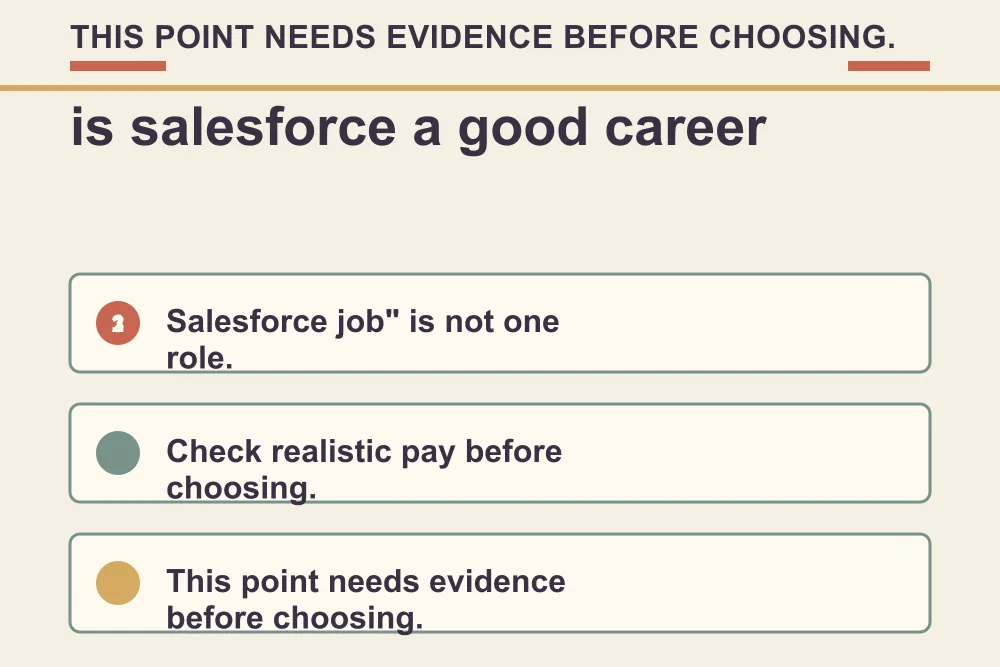 THIS POINT NEEDS EVIDENCE BEFORE CHOOSING.
is salesforce a good career
Salesforce job" is not one
role.
Check realistic pay before
choosing.
This point needs evidence
before choosing.